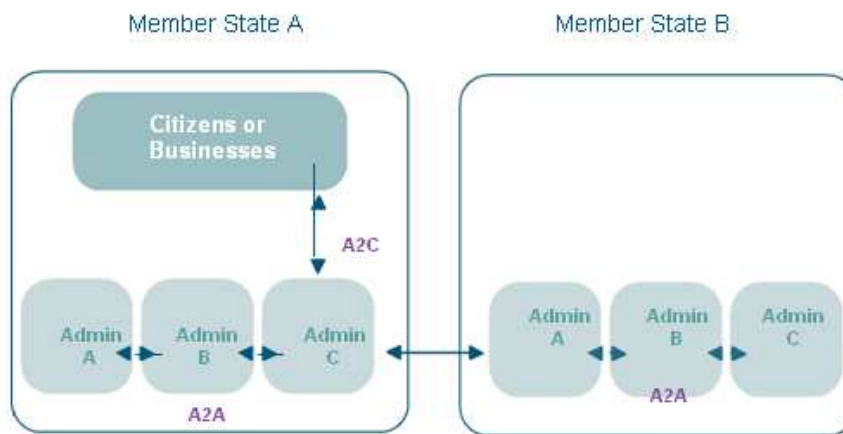 Member State A
Member State B
Citizens or
Businesses
A2C
Admin
A
Admin
B
Admin
C
A2A
Admin
A
Admin
B
Admin
C
A2A